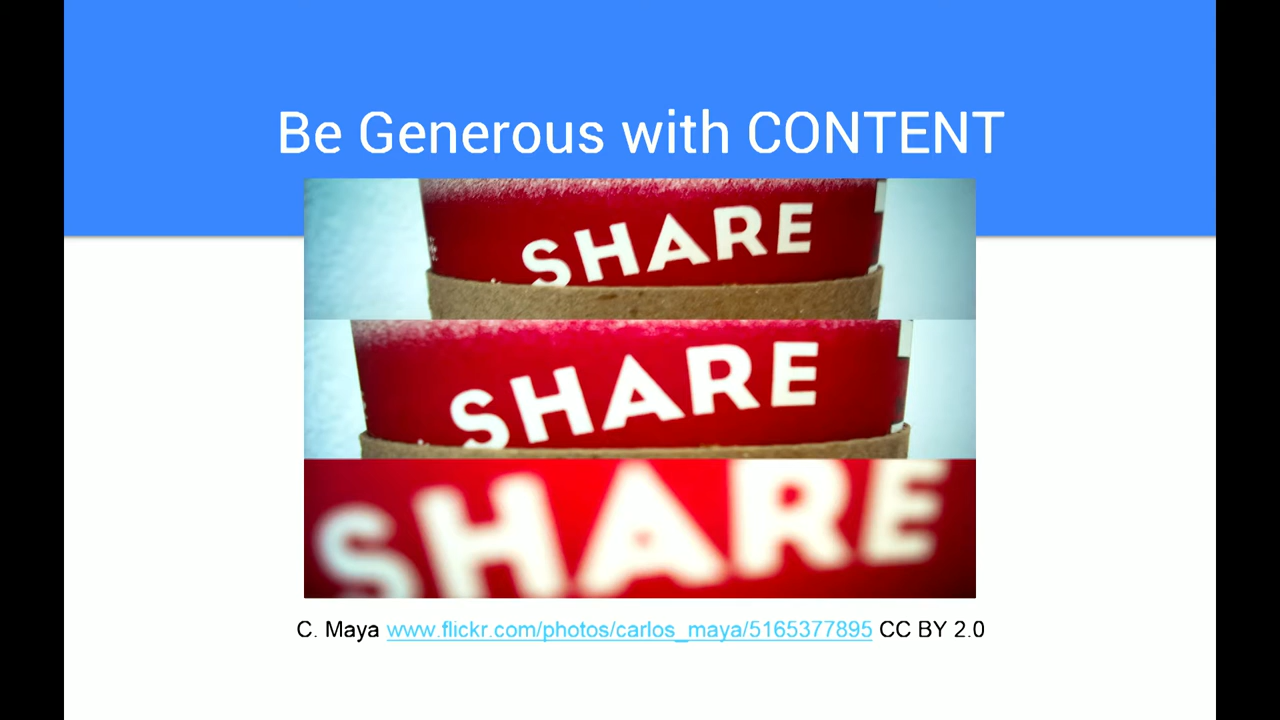 Be Generous with CONTENT
SHARE
SHARE
SHARE
C. Maya www.flickr.com/photos/carlos_maya/5165377895 CC BY 2.0